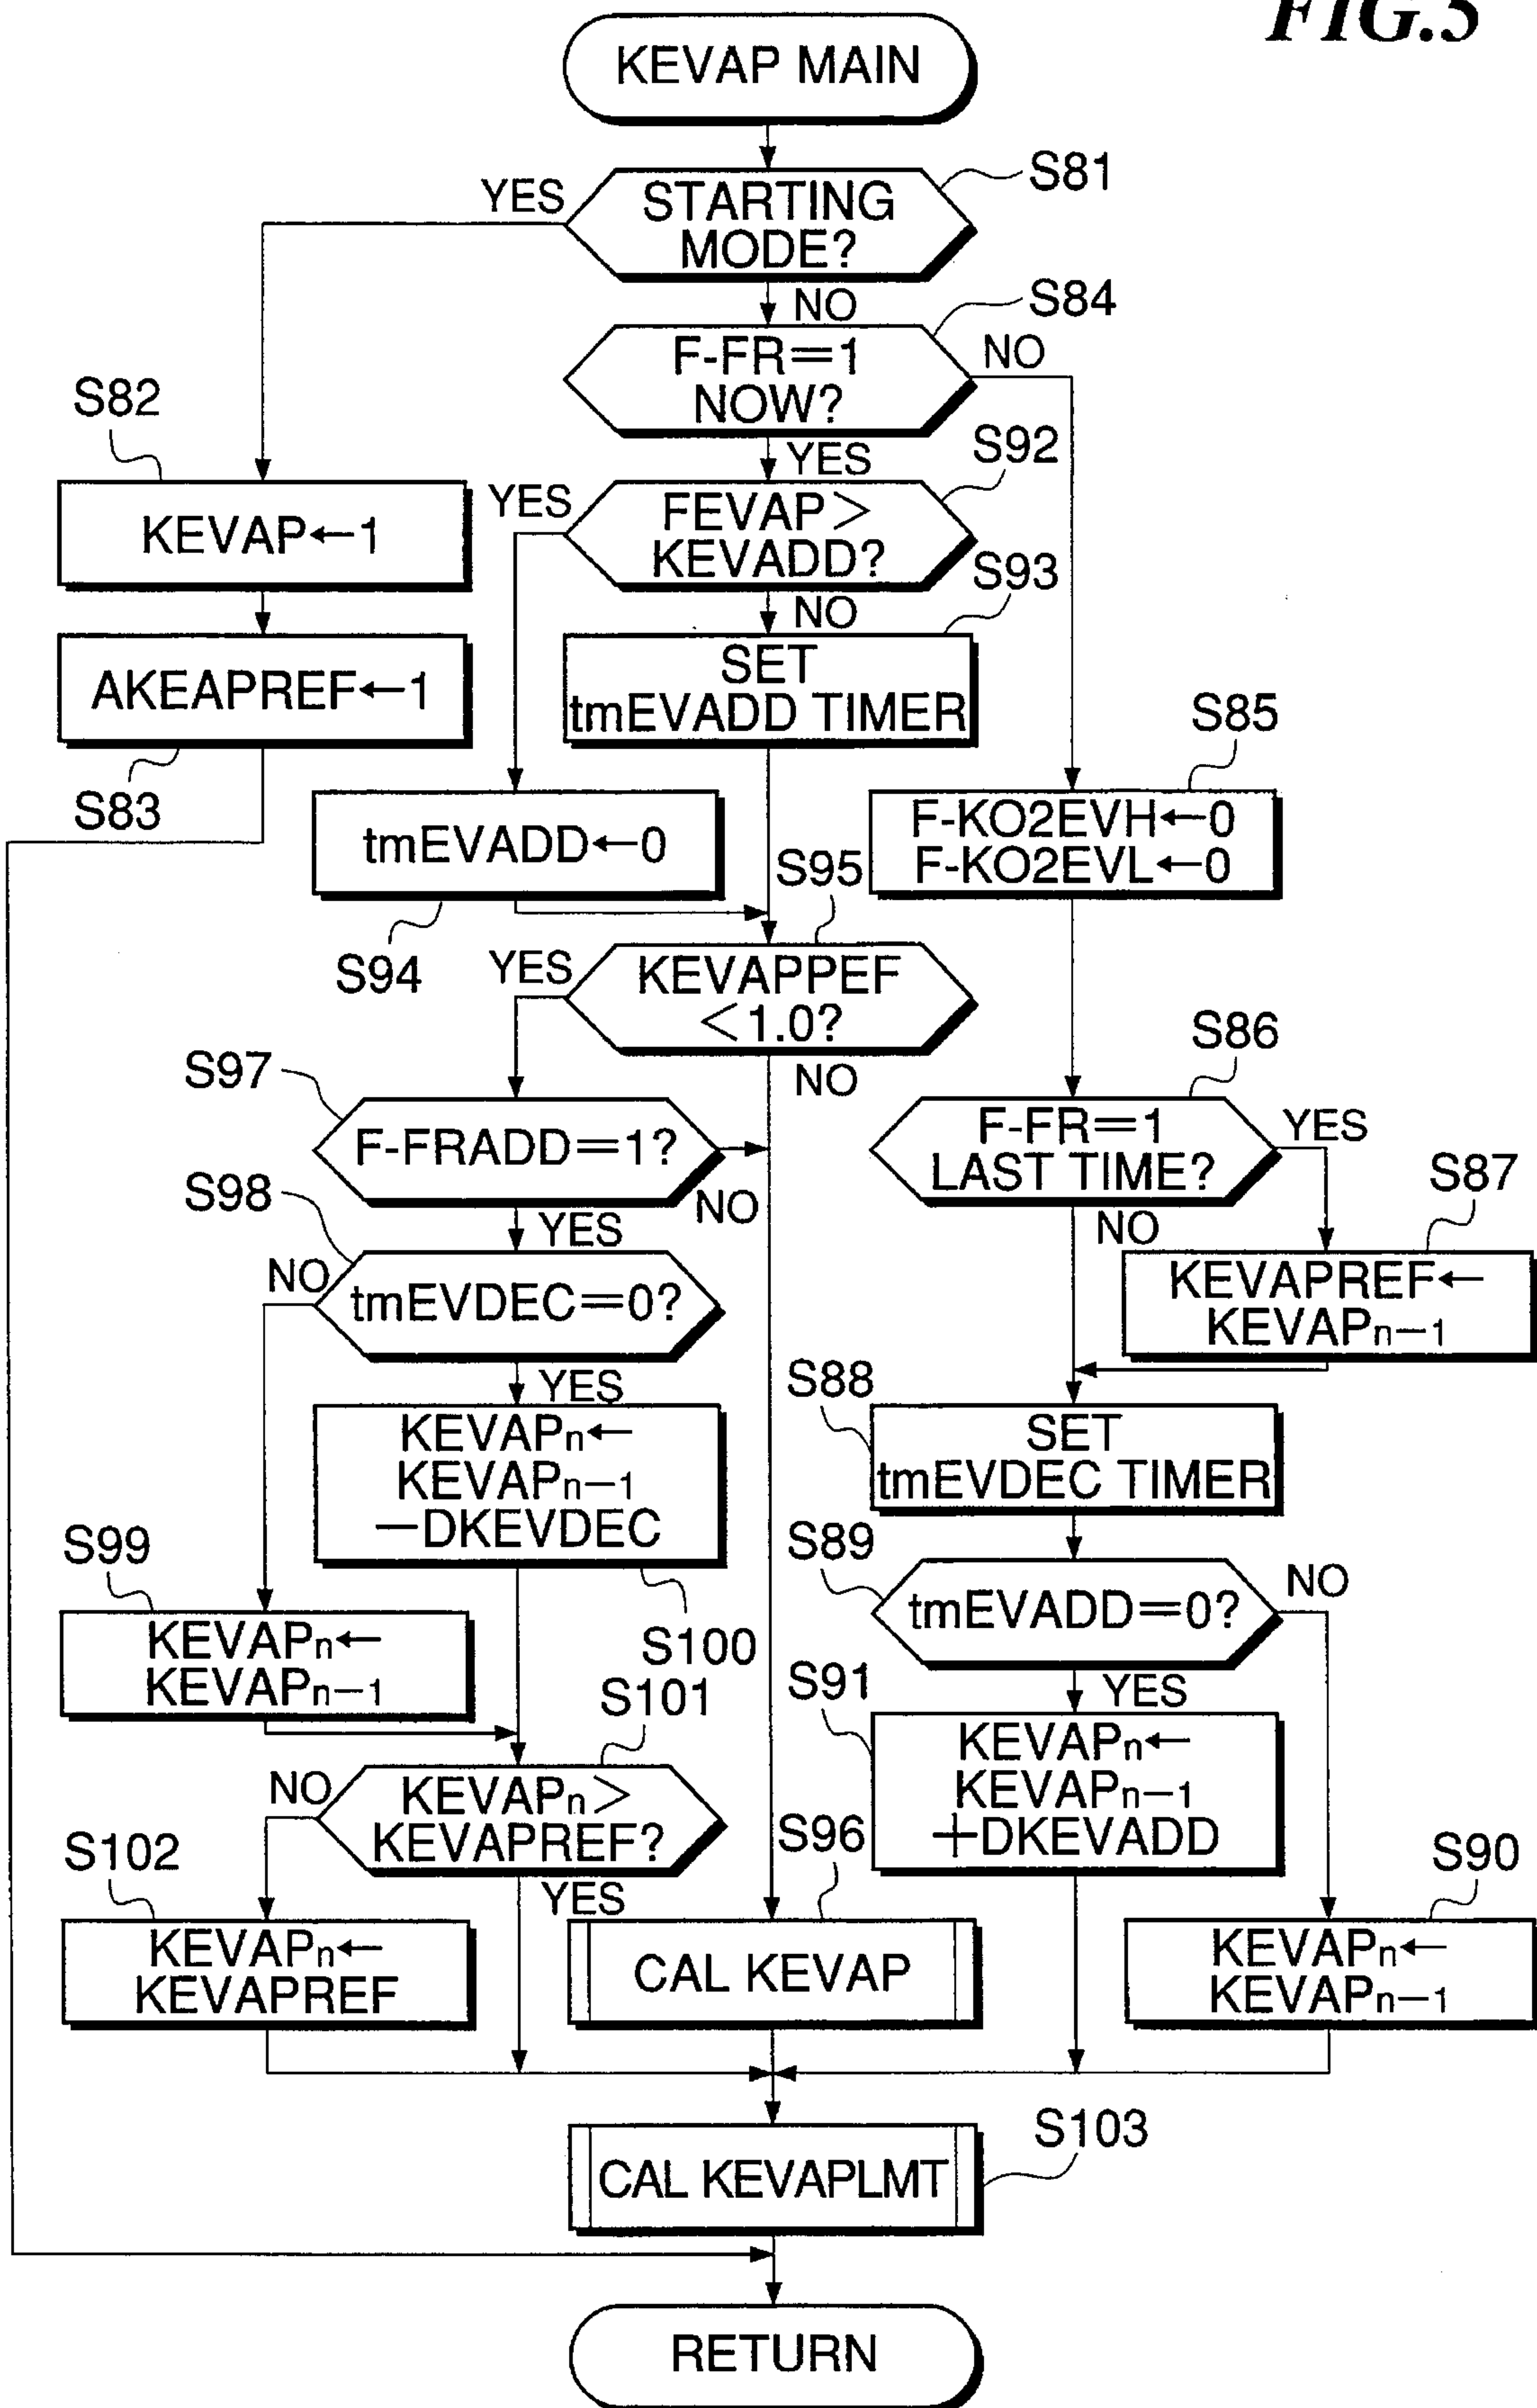 FIG.5
KEVAP MAIN
S81
YES
STARTING
MODE?
NO
S84
F-FR=1
NOW?
NO
S82
YES
S92
KEVAP←1
YES
FEVAP>
KEVADD?
S93
NO
AKEAPREF←1
SET
tmEVADD TIMER
S83
S85
tmEVADD←0
F-KO2EVH←0
F-KO2EVL←0
S95
S94
YES
KEVAPPEF
<1.0?
NO
S97
F-FRADD=1?
NO
S86
F-FR=1
LAST TIME?
YES
S87
NO
KEVAPREF←
KEVAPn-1
S98
YES
NO
tmEVDEC=0?
YES
S88
SET
tmEVDEC TIMER
KEVAPn←
KEVAPn-1
-DKEVDEC
S99
S100
S89
tmEVADD=0?
NO
KEVAPn←
KEVAPn-1
S101
S91
YES
KEVAPn←
KEVAPn-1
+DKEVADD
NO
KEVAPn>
KEVAPREF?
YES
S102
S96
S90
KEVAPn←
KEVAPREF
CAL KEVAP
KEVAPn←
KEVAPn-1
S103
CAL KEVAPLMT
RETURN